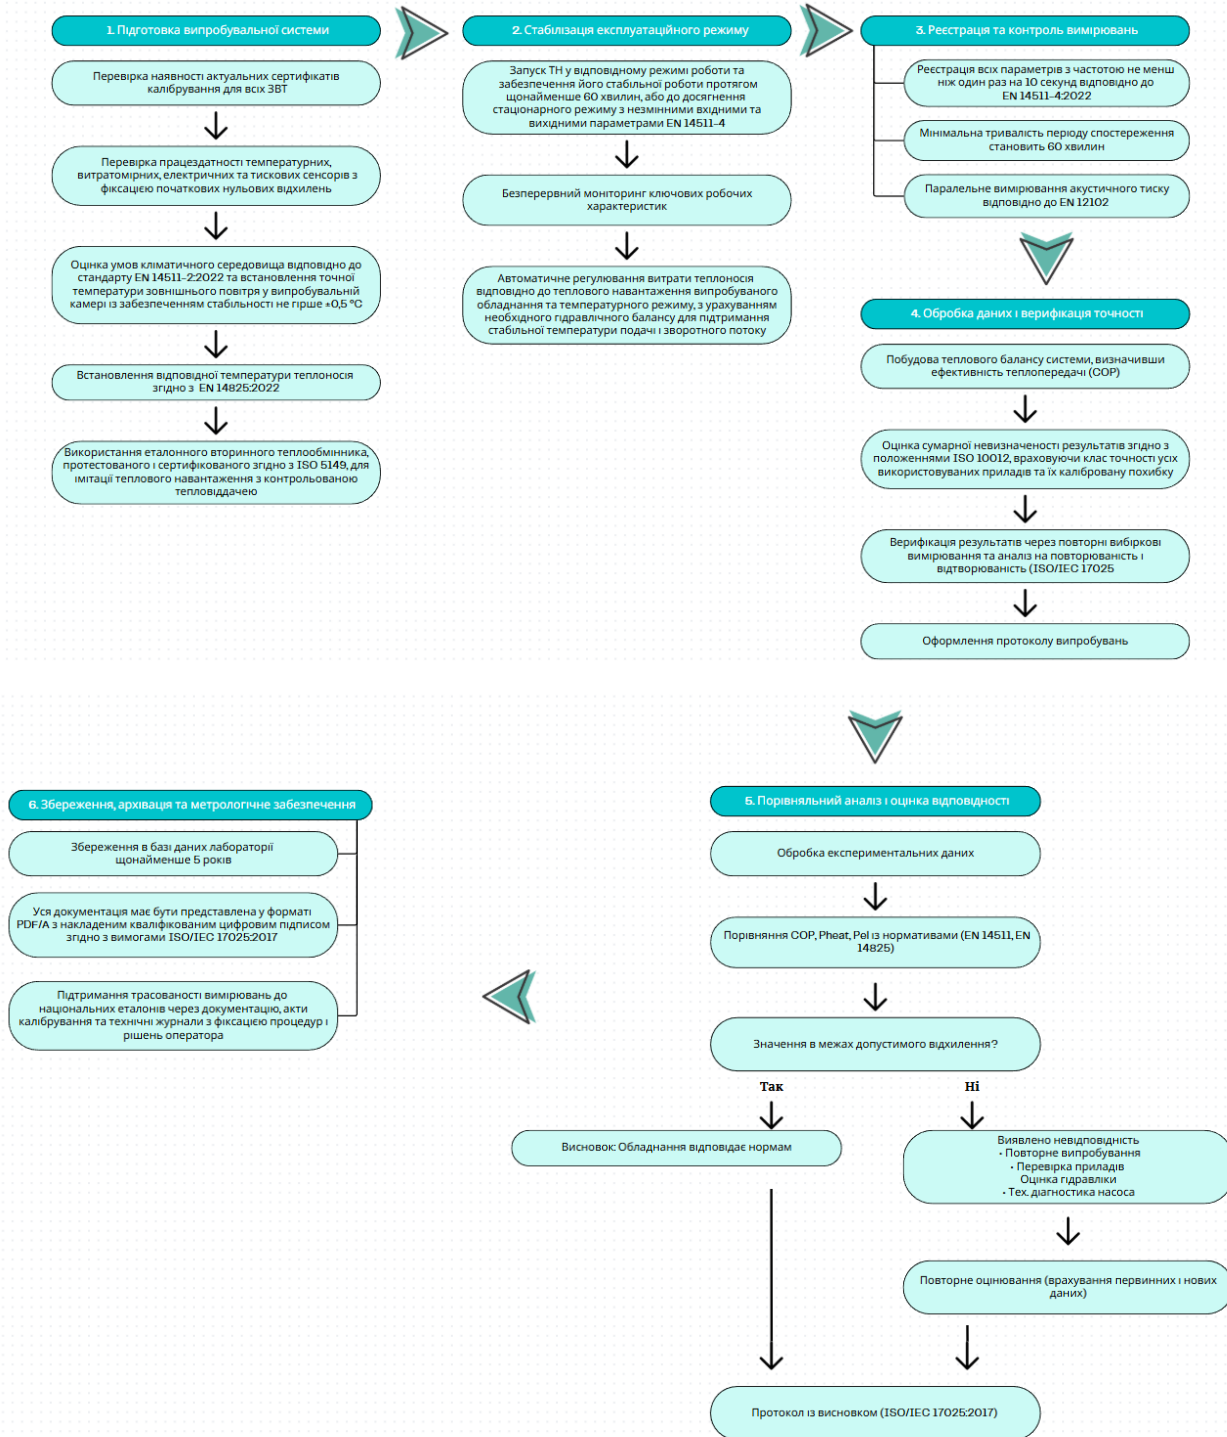 1. Підготовка випробувальної системи
Перевірка наявності актуальних сертифікатів
калібрування для всіх ЗВТ
Перевірка працездатності температурних,
витратомірних, електричних та тискових сенсорів з
фіксацією початкових нульових відхилень
Оцінка умов кліматичного середовища відповідно до
стандарту EN 14511-2:2022 та встановлення точної
температури зовнішнього повітря у випробувальній
камері із забезпеченням стабільності не гірше ±0,5 °C
Встановлення відповідної температури теплоносія
згідно з EN 14825:2022
Використання еталонного вторинного теплообмінника,
протестованого і сертифікованого згідно з ISO 5149, для
імітації теплового навантаження з контрольованою
тепловіддачею
2. Стабілізація експлуатаційного режиму
Запуск ТН у відповідному режимі роботи та
забезпечення його стабільної роботи протягом
щонайменше 60 хвилин, або до досягнення
стаціонарного режиму з незмінними вхідними та
вихідними параметрами EN 14511-4
Безперервний моніторинг ключових робочих
характеристик
Автоматичне регулювання витрати теплоносія
відповідно до теплового навантаження випробуваного
обладнання та температурного режиму, з урахуванням
необхідного гідравлічного балансу для підтримання
стабільної температури подачі і зворотного потоку
3. Реєстрація та контроль вимірювань
Реєстрація всіх параметрів з частотою не менш
ніж один раз на 10 секунд відповідно до
EN 14511-4:2022
Мінімальна тривалість періоду спостереження
становить 60 хвилин
Паралельне вимірювання акустичного тиску
відповідно до EN 12102
4. Обробка даних і верифікація точності
Побудова теплового балансу системи, визначивши
ефективність теплопередачі (COP)
Оцінка сумарної невизначеності результатів згідно з
положеннями ISO 10012, враховуючи клас точності усіх
використовуваних приладів та їх калібровану похибку
Верифікація результатів через повторні вибіркові
вимірювання та аналіз на повторюваність і
відтворюваність (ISO/IEC 17025
Оформлення протоколу випробувань
5. Порівняльний аналіз і оцінка відповідності
Обробка експериментальних даних
Порівняння COP, Pheat, Pel із нормативами (EN 14511, EN
14825)
Значення в межах допустимого відхилення?
Так
Ні
Висновок: Обладнання відповідає нормам
Виявлено невідповідність
• Повторне випробування
• Перевірка приладів
Оцінка гідравліки
• Тех. діагностика насоса
Повторне оцінювання (врахування первинних і нових
даних)
Протокол із висновком (ISO/IEC 17025:2017)
6. Збереження, архівація та метрологічне забезпечення
Збереження в базі даних лабораторії
щонайменше 5 років
Уся документація має бути представлена у форматі
PDF/A з накладеним кваліфікованим цифровим підписом
згідно з вимогами ISO/IEC 17025:2017
Підтримання трасованості вимірювань до
національних еталонів через документацію, акти
калібрування та технічні журнали з фіксацією процедур і
рішень оператора